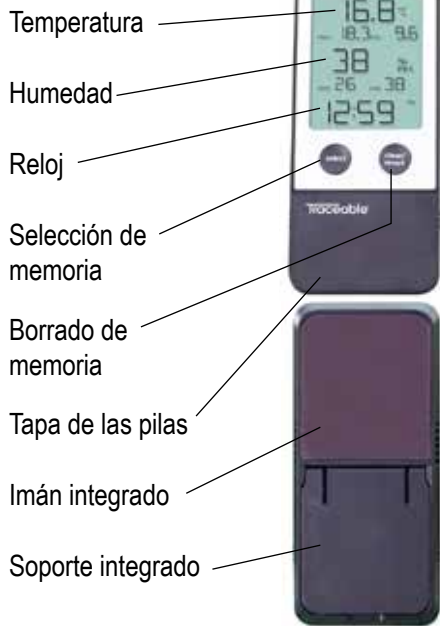 Temperatura
16.8 °C
18.3 9.6
Humedad
38 %
26 38
Reloj
12:59
select
Traceable
Selección de
memoria
Borrado de
memoria
Tapa de las pilas
Imán integrado
Soporte integrado